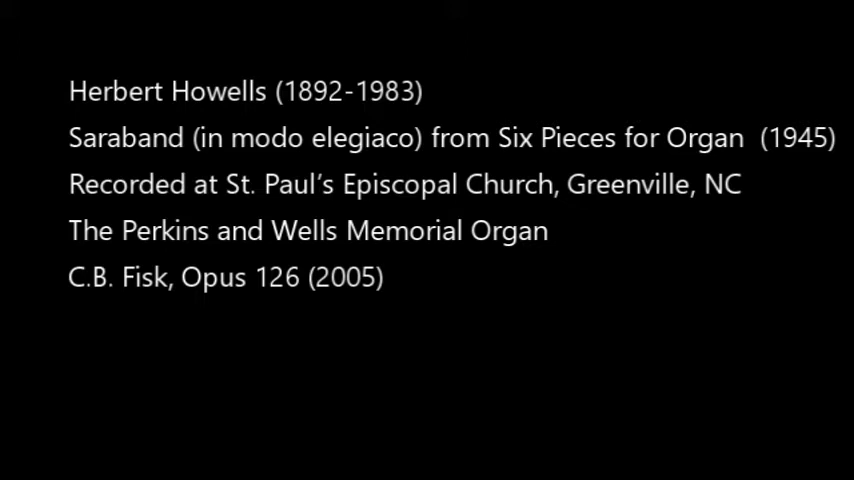 Herbert Howells (1892-1983)
Saraband (in modo elegiaco) from Six Pieces for Organ  (1945)
Recorded at St. Paul’s Episcopal Church, Greenville, NC
The Perkins and Wells Memorial Organ
C.B. Fisk, Opus 126 (2005)